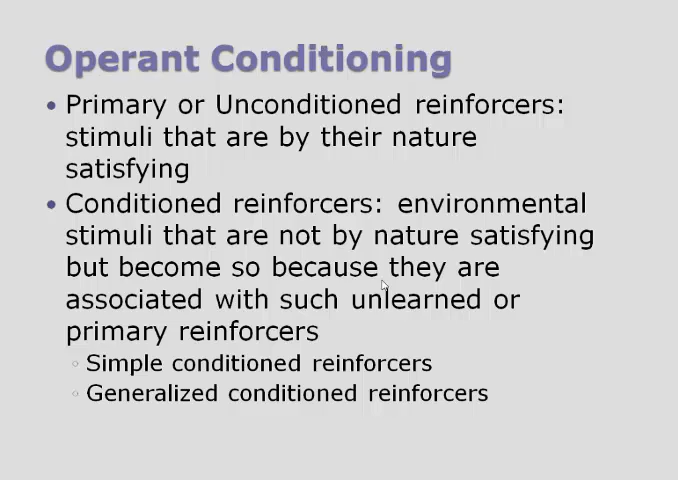 Operant Conditioning
• Primary or Unconditioned reinforcers:
stimuli that are by their nature
satisfying
• Conditioned reinforcers: environmental
stimuli that are not by nature satisfying
but become so because they are
associated with such unlearned or
primary reinforcers
◦ Simple conditioned reinforcers
◦ Generalized conditioned reinforcers